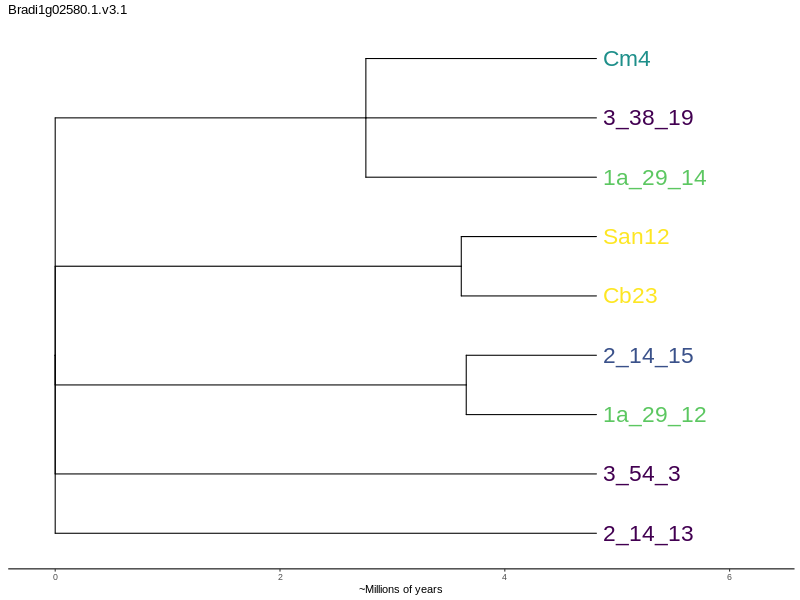 Bradi1g02580.1.v3.1
Cm4
3_38_19
1a_29_14
San12
Cb23
2_14_15
1a_29_12
3_54_3
2_14_13
0 2 4 6
~Millions of years